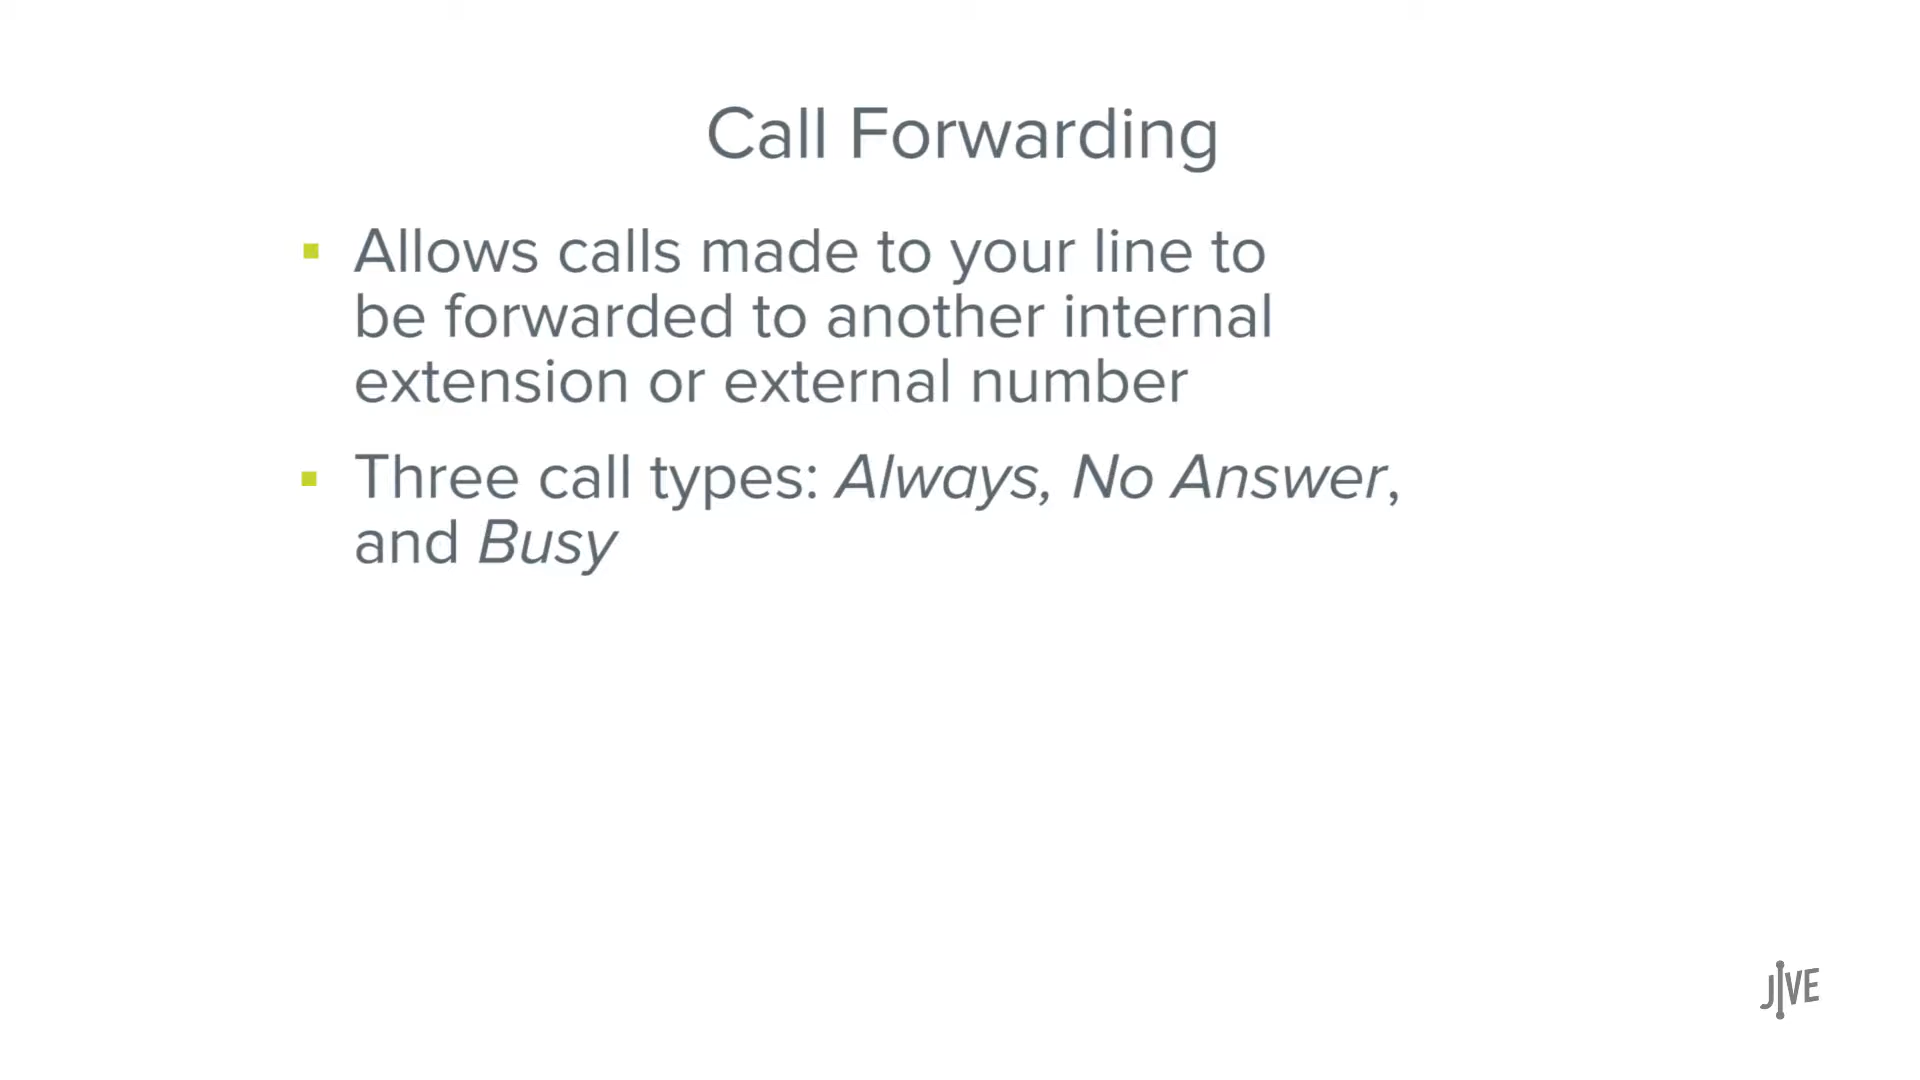 Call Forwarding
Allows calls made to your line to
be forwarded to another internal
extension or external number
Three call types: Always, No Answer,
and Busy
JIVE